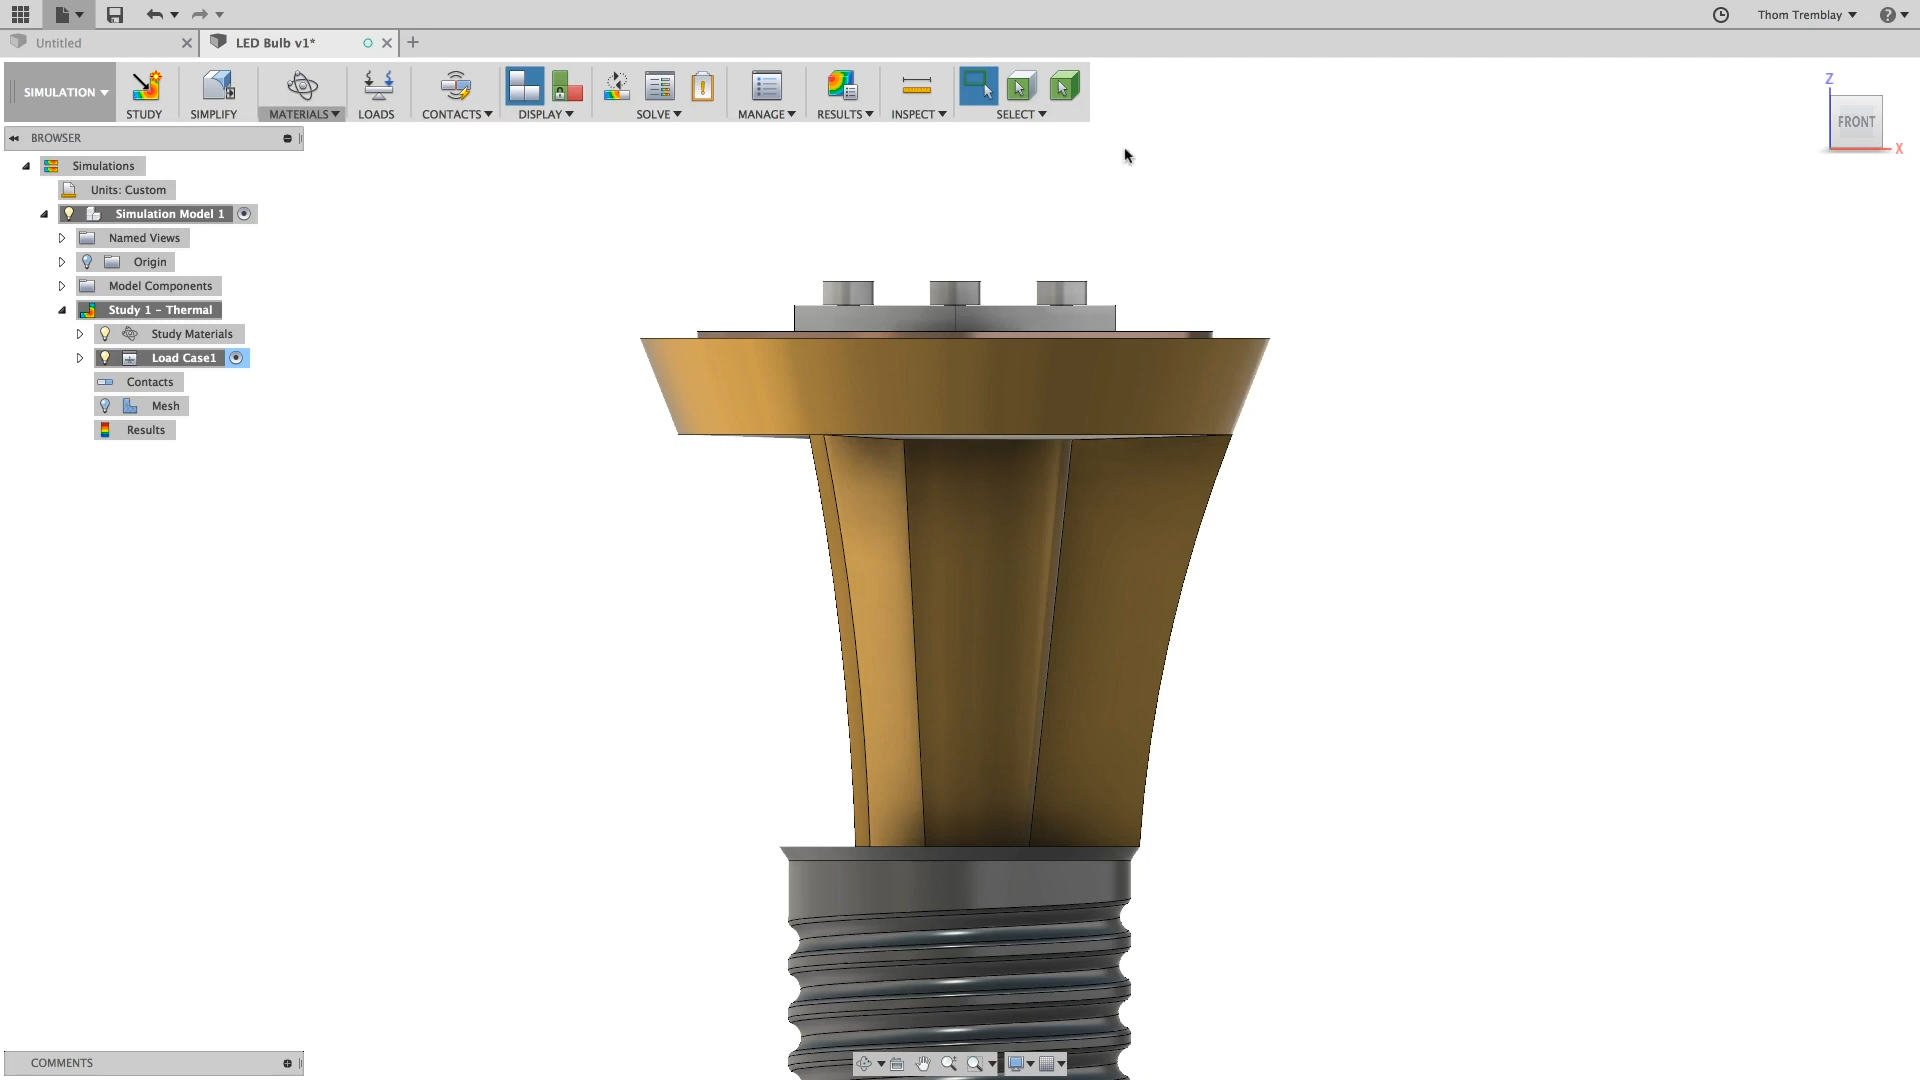 Thom Tremblay
Untitled
LED Bulb v1*
SIMULATION
STUDY
SIMPLIFY
MATERIALS
LOADS
CONTACTS
DISPLAY
SOLVE
MANAGE
RESULTS
INSPECT
SELECT
Z
FRONT
X
BROWSER
Simulations
Units: Custom
Simulation Model 1
Named Views
Origin
Model Components
Study 1 - Thermal
Study Materials
Load Case1
Contacts
Mesh
Results
COMMENTS